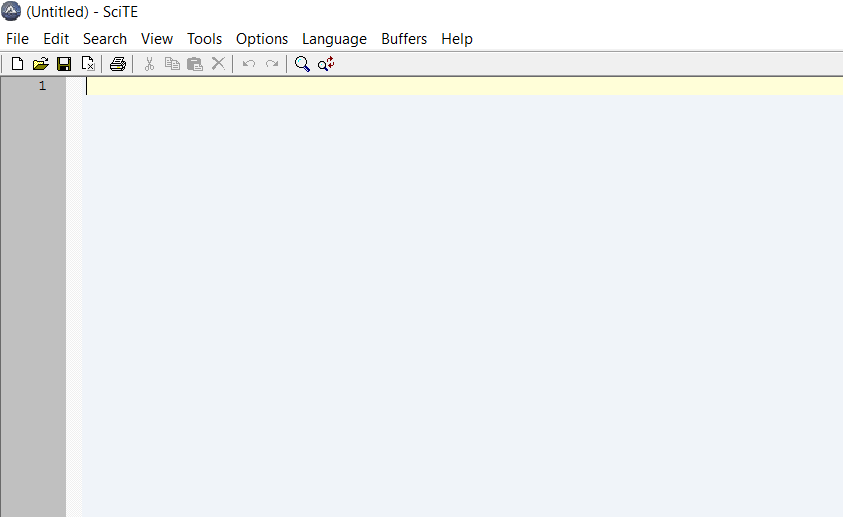 (Untitled) - SciTE
File Edit Search View Tools Options Language Buffers Help
1